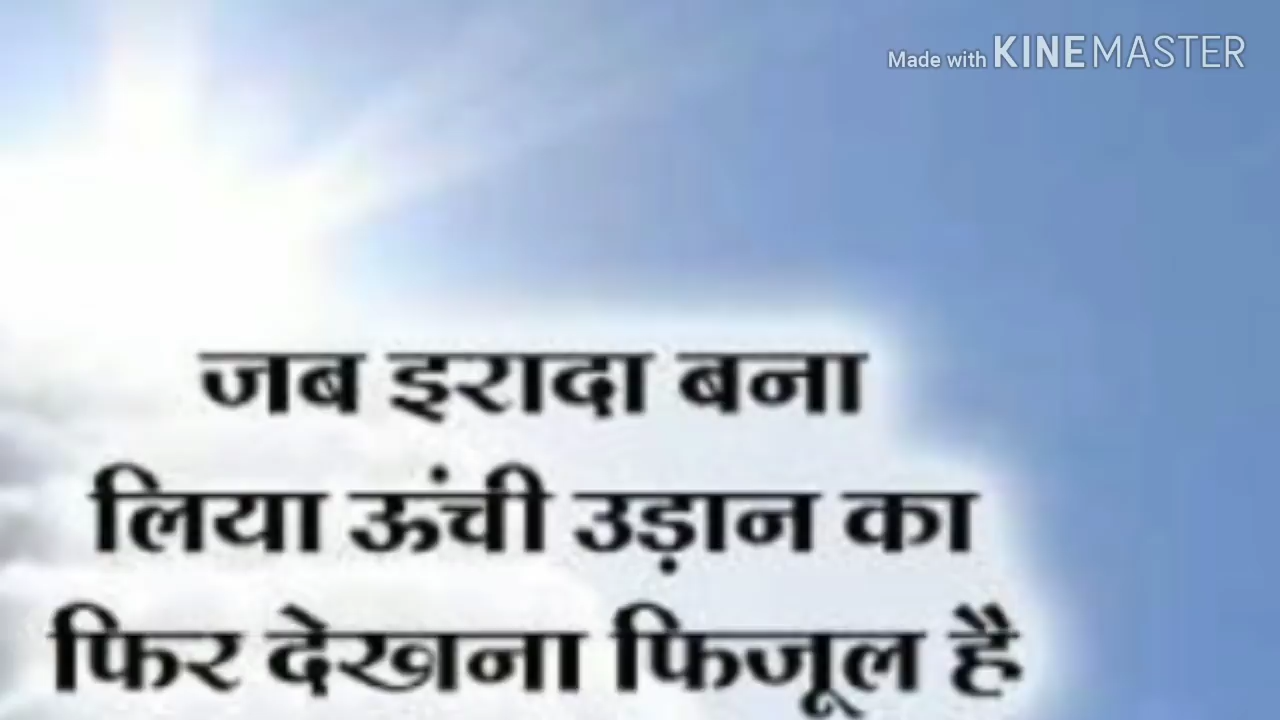 Made with KINEMASTER
जब इरादा बना
लिया ऊंची उड़ान का
फिर देखना फिजूल है